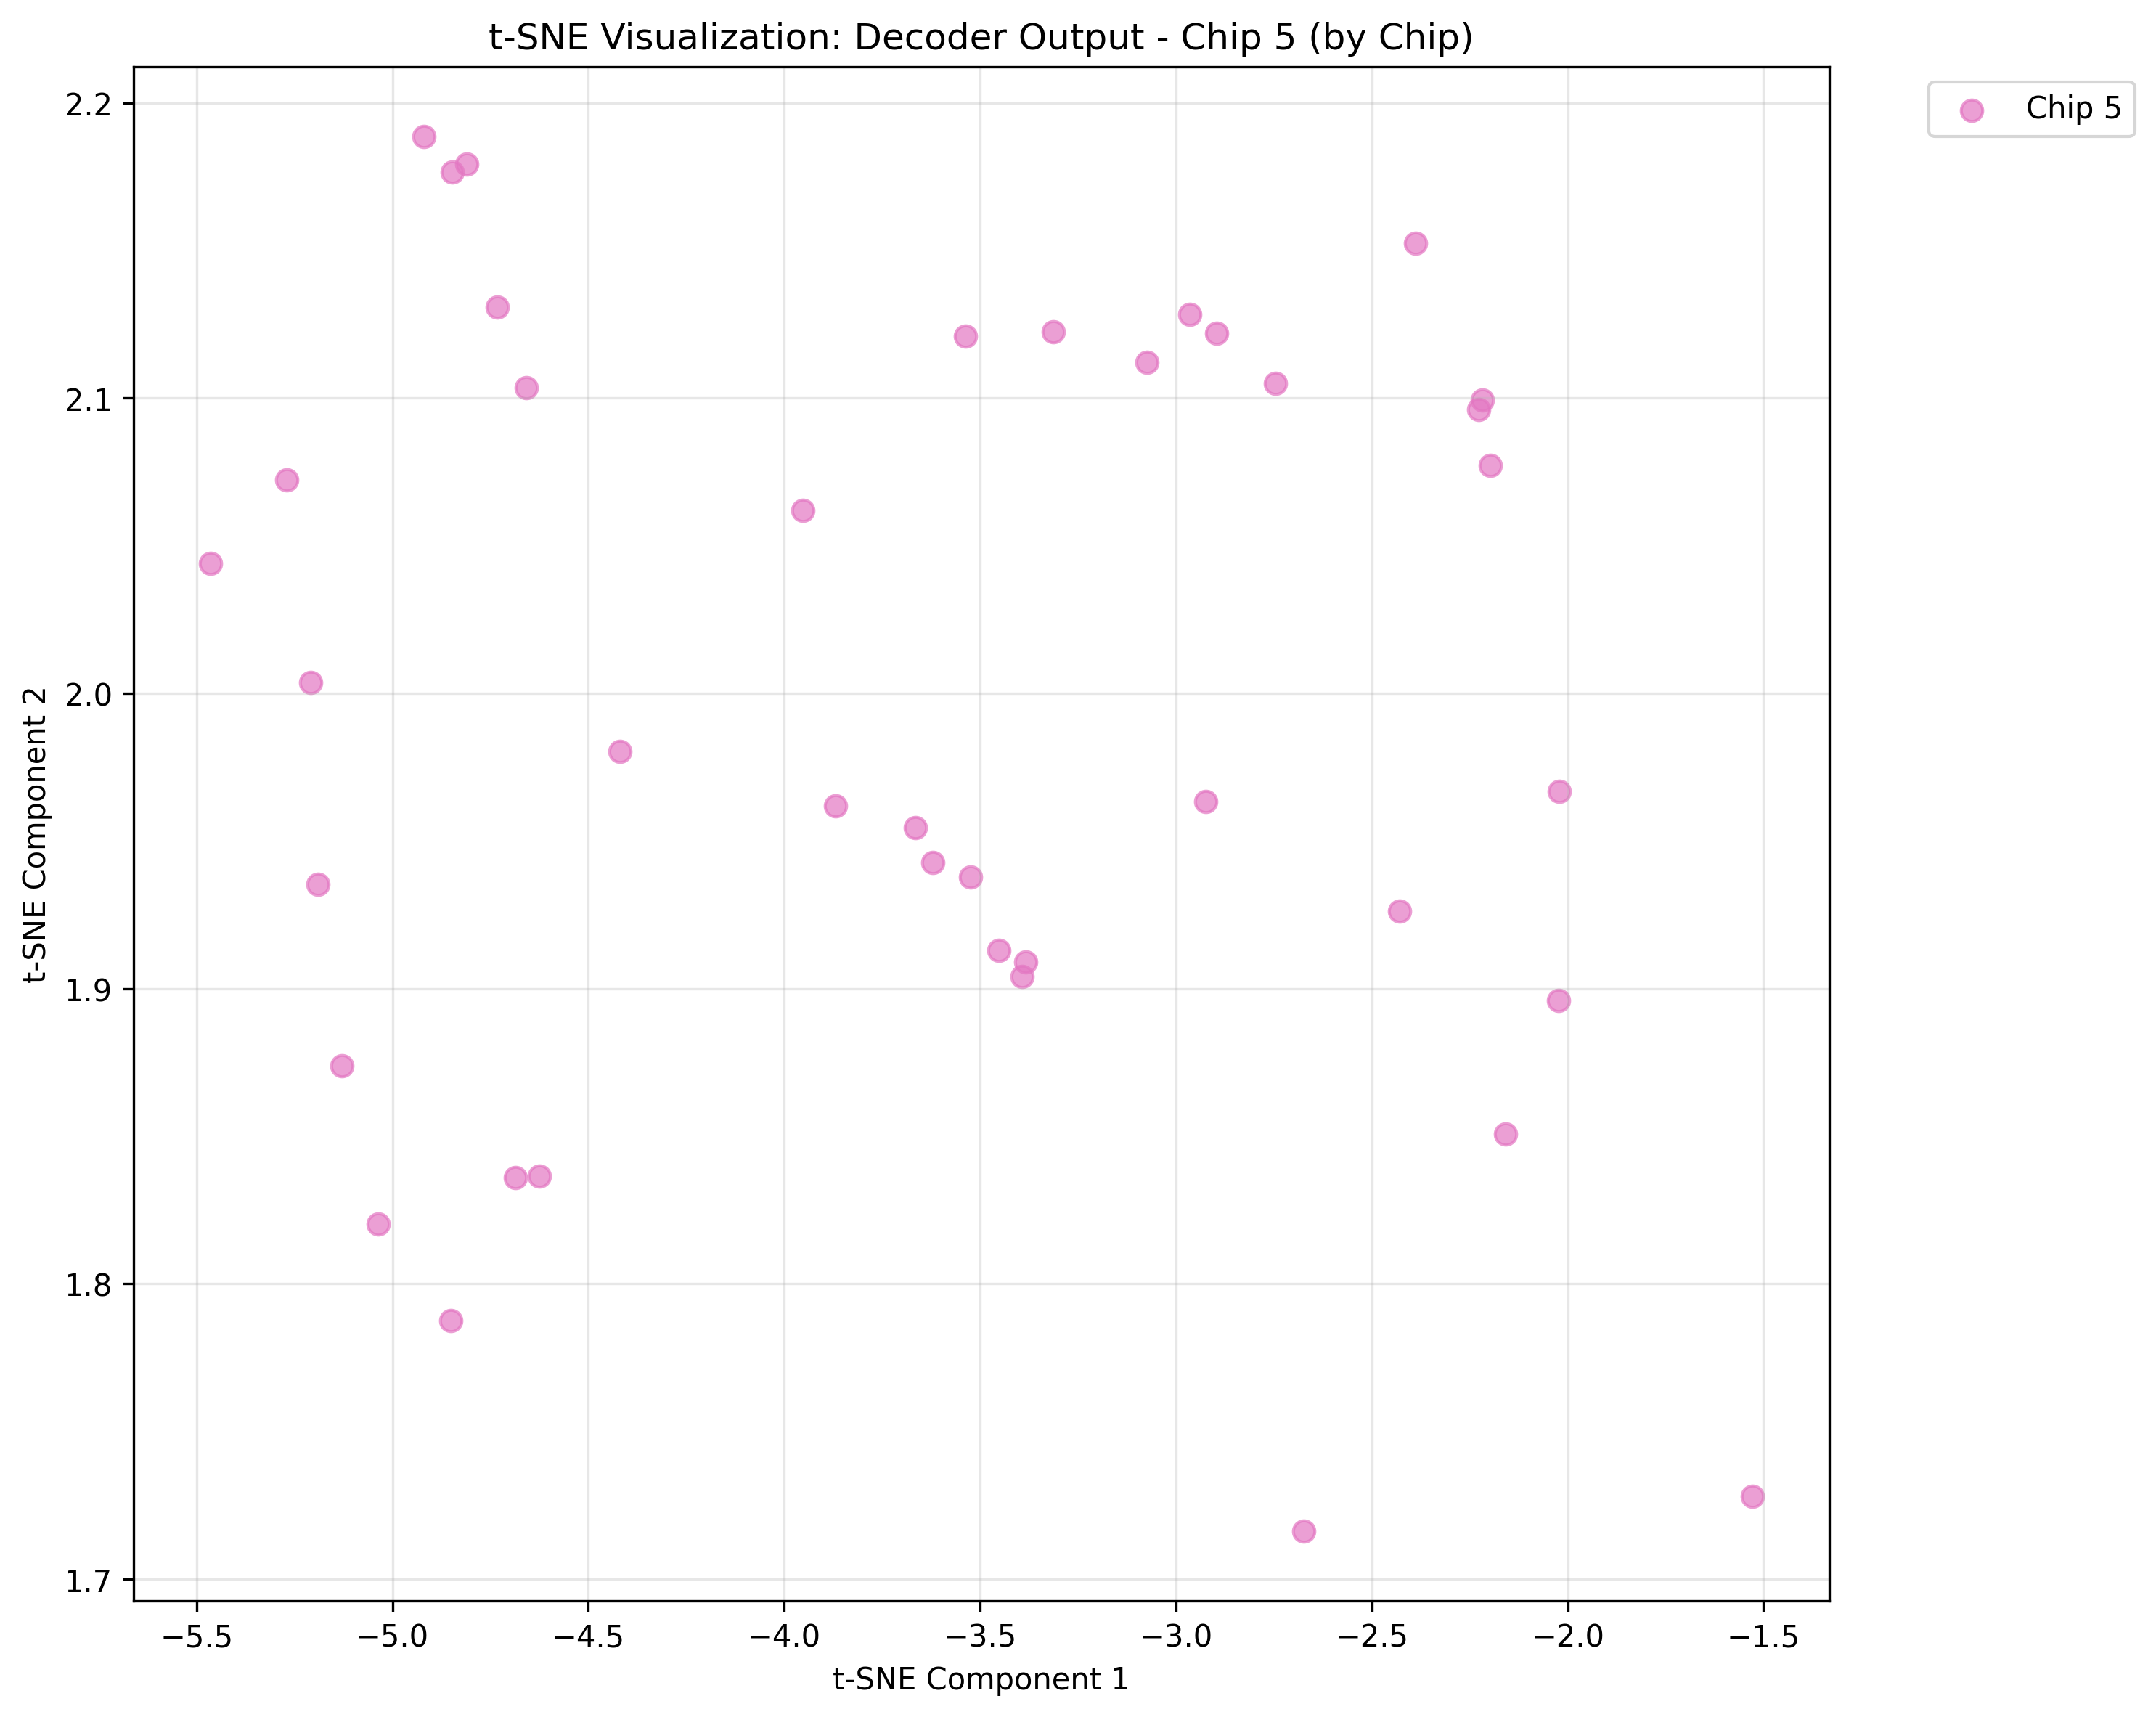 t-SNE Visualization: Decoder Output - Chip 5 (by Chip)
Chip 5
2.2
2.1
2.0
1.9
1.8
1.7
t-SNE Component 2
−5.5 −5.0 −4.5 −4.0 −3.5 −3.0 −2.5 −2.0 −1.5
t-SNE Component 1